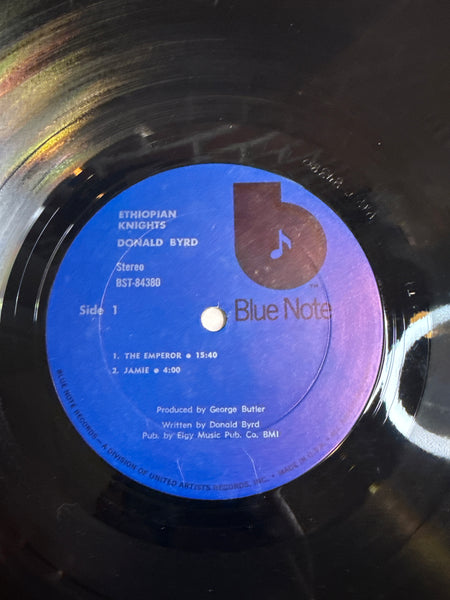 ETHIOPIAN
KNIGHTS
DONALD BYRD
Stereo
BST-84380
Side 1
Blue Note
TM
1. THE EMPEROR • 15:40
2. JAMIE • 4:00
Produced by George Butler
Written by Donald Byrd
Pub. by Elgy Music Pub. Co. BMI
BLUE NOTE RECORDS—A DIVISION OF UNITED ARTISTS RECORDS, INC. • MADE IN U.S.A.